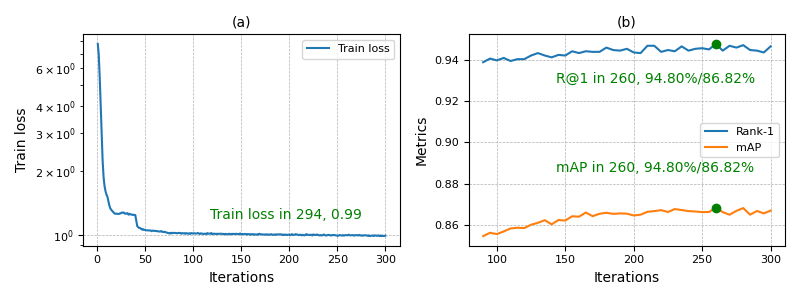 (a)
Train loss
6 × 10⁰
4 × 10⁰
3 × 10⁰
2 × 10⁰
10⁰
Train loss
Train loss in 294, 0.99
0
50
100
150
200
250
300
Iterations
(b)
Metrics
0.94
0.92
0.90
0.88
0.86
R@1 in 260, 94.80%/86.82%
Rank-1
mAP
mAP in 260, 94.80%/86.82%
100
150
200
250
300
Iterations